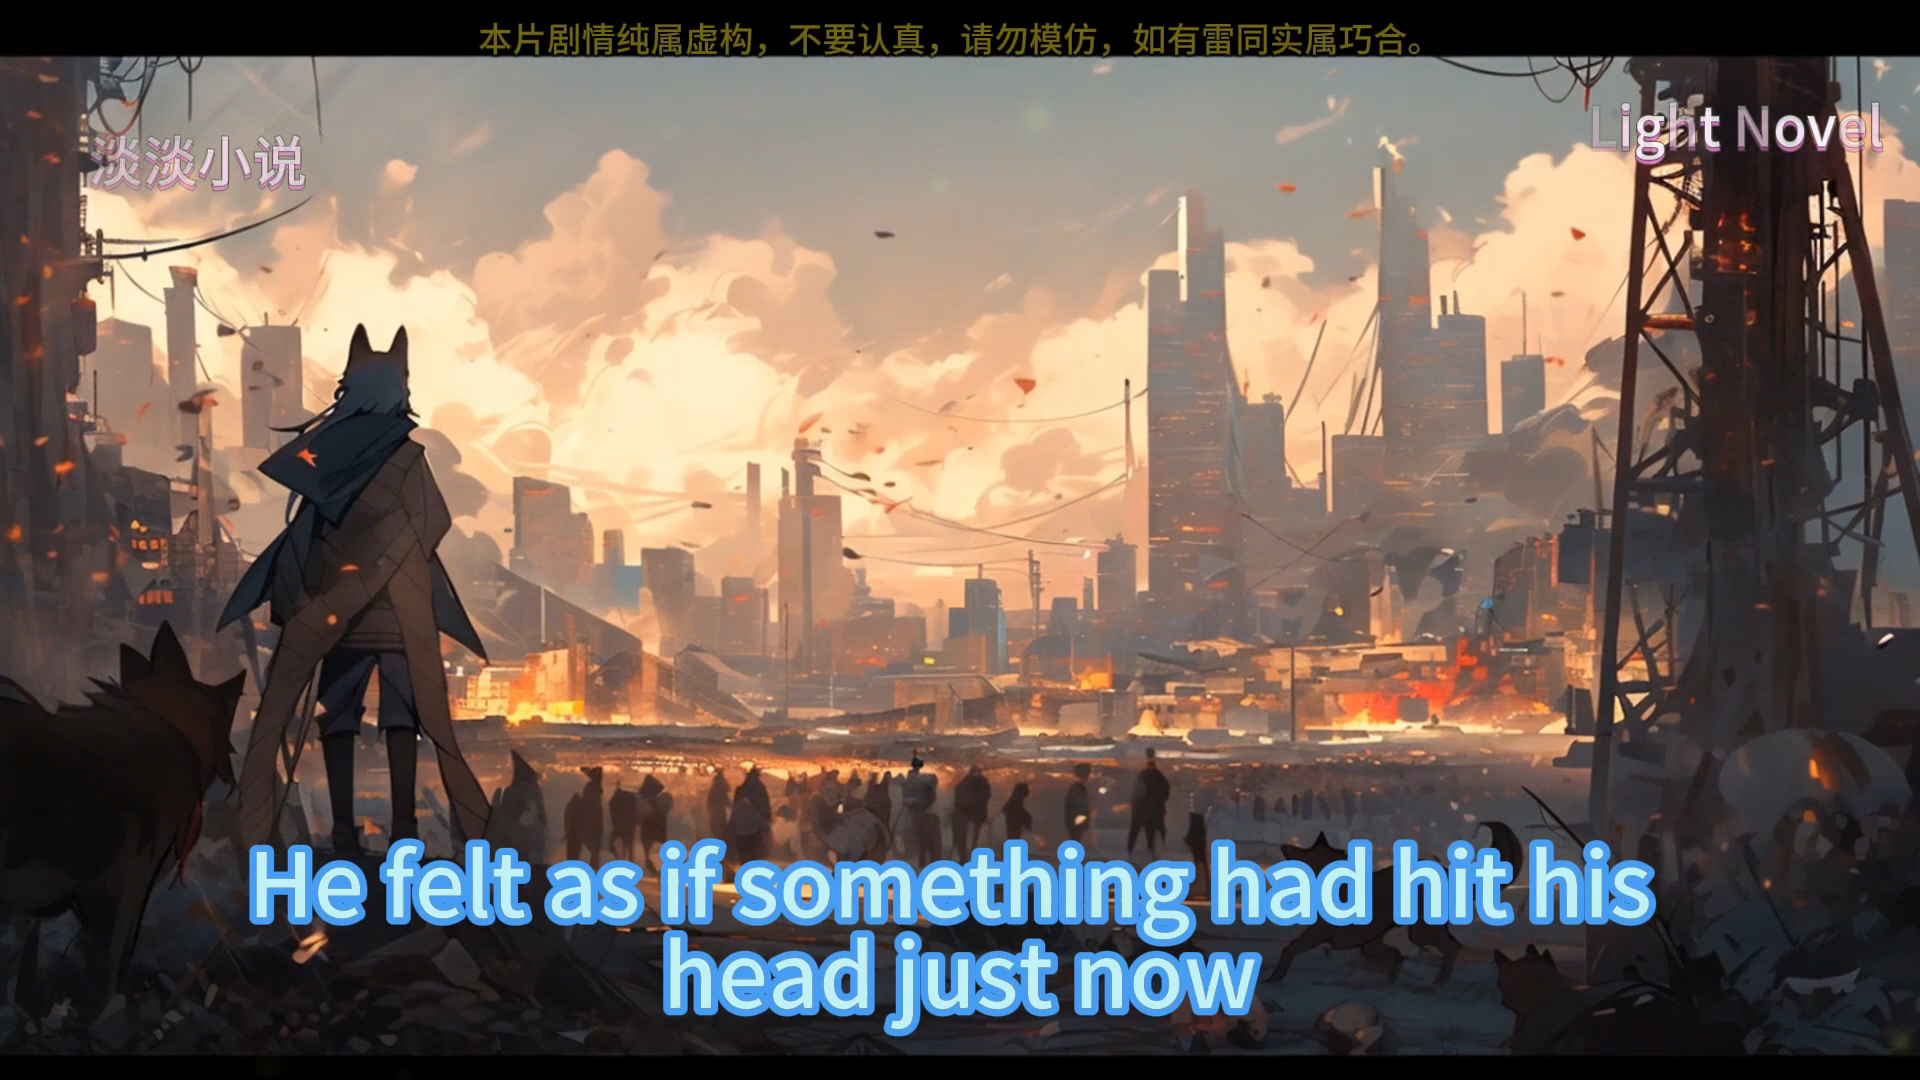 本片剧情纯属虚构，不要认真，请勿模仿，如有雷同实属巧合。
淡淡小说
Light Novel
He felt as if something had hit his
head just now